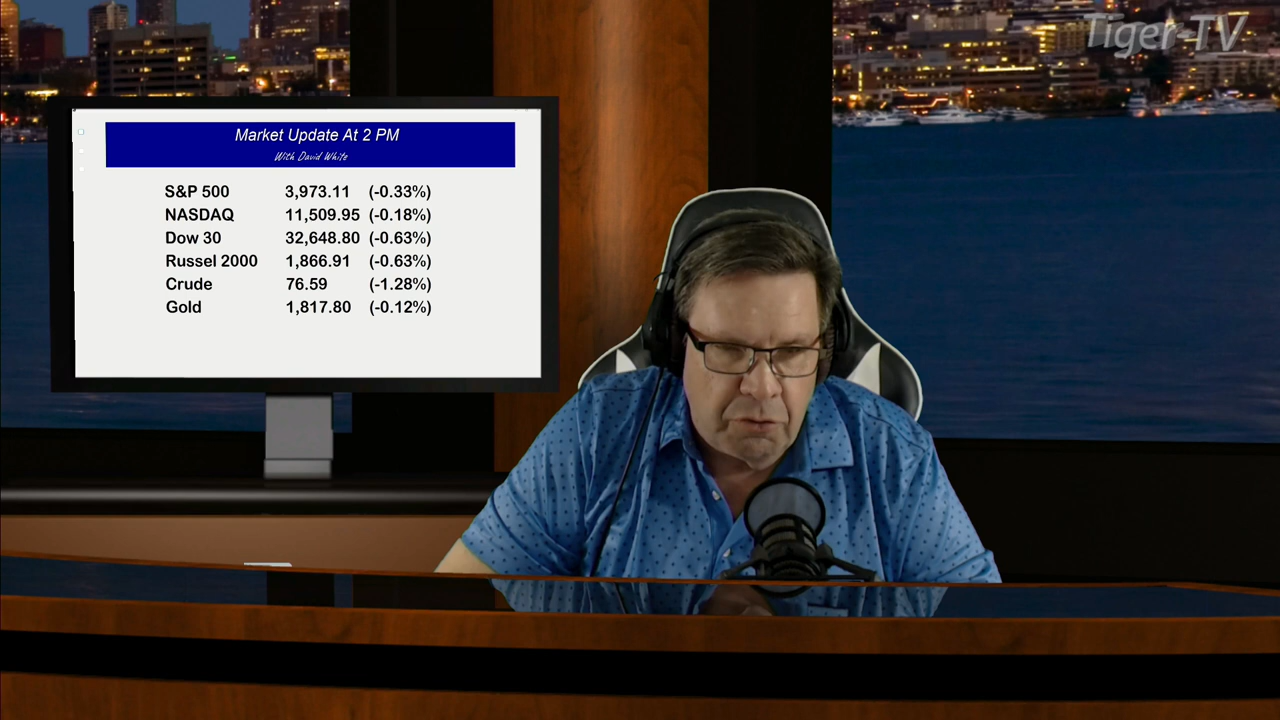 Tiger-TV
Market Update At 2 PM
With David White
S&P 500 3,973.11 (-0.33%)
NASDAQ 11,509.95 (-0.18%)
Dow 30 32,648.80 (-0.63%)
Russel 2000 1,866.91 (-0.63%)
Crude 76.59 (-1.28%)
Gold 1,817.80 (-0.12%)